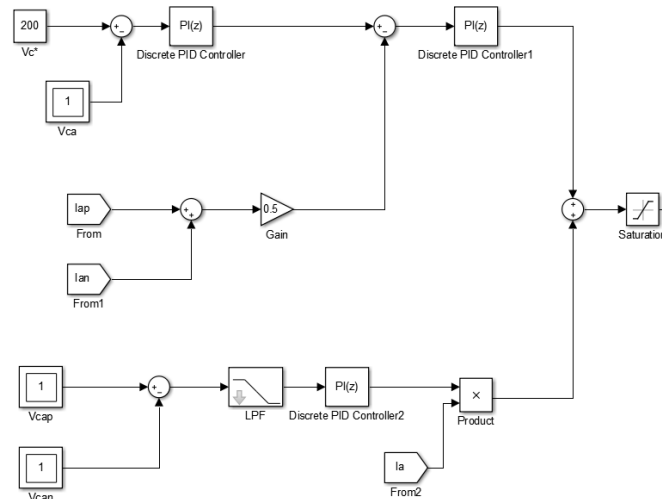 200
+
-
PI(z)
+
-
PI(z)
Vc*
Discrete PID Controller
Discrete PID Controller1
1
Vca
Iap
+
+
0.5
+
+
From
Gain
Saturation
Ian
From1
1
+
-
PI(z)
×
Vcap
LPF
Discrete PID Controller2
Product
1
Ia
Vcan
From2